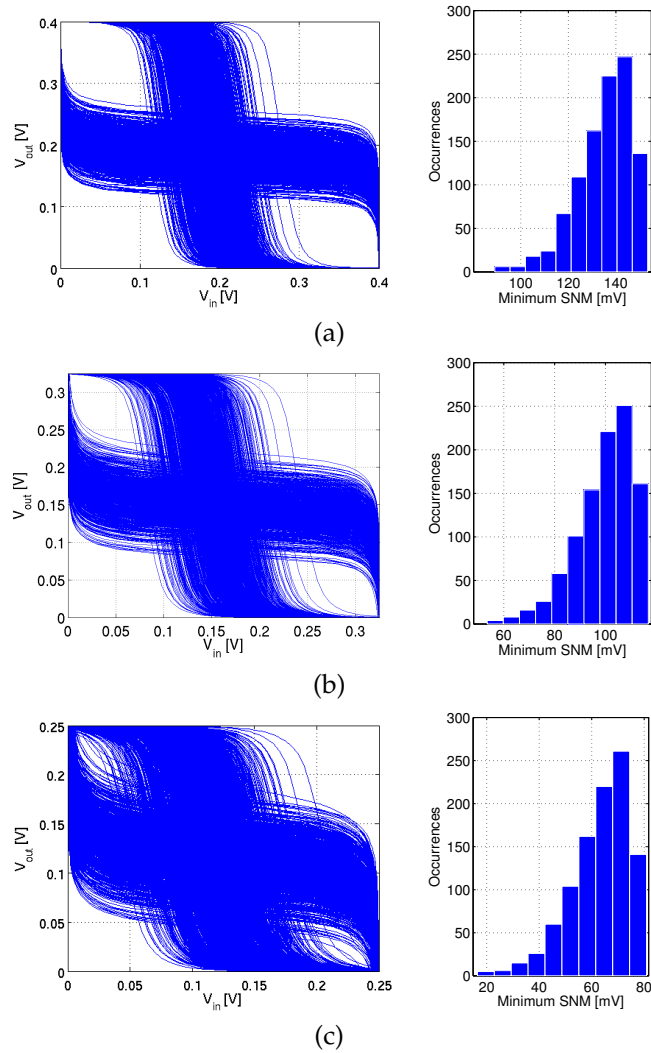 0.4
0.3
0.2
0.1
0
V_out [V]
0 0.1 0.2 0.3 0.4
V_in [V]
300
250
200
150
100
50
0
Occurrences
100 120 140
Minimum SNM [mV]
(a)
0.3
0.25
0.2
0.15
0.1
0.05
0
V_out [V]
0 0.05 0.1 0.15 0.2 0.25 0.3
V_in [V]
300
250
200
150
100
50
0
Occurrences
60 80 100
Minimum SNM [mV]
(b)
0.25
0.2
0.15
0.1
0.05
0
V_out [V]
0 0.05 0.1 0.15 0.2 0.25
V_in [V]
300
250
200
150
100
50
0
Occurrences
20 40 60 80
Minimum SNM [mV]
(c)